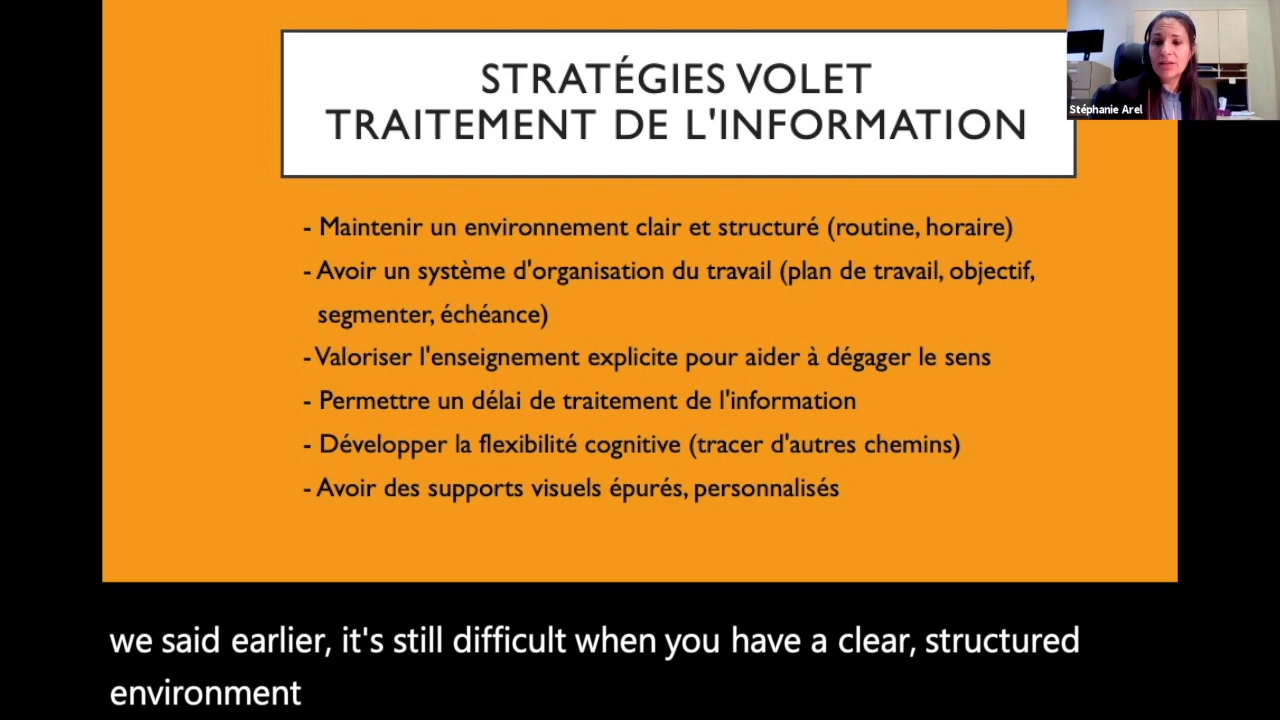 STRATÉGIES VOLET
TRAITEMENT DE L'INFORMATION
Stéphanie Arel
- Maintenir un environnement clair et structuré (routine, horaire)
- Avoir un système d'organisation du travail (plan de travail, objectif,
segmenter, échéance)
- Valoriser l'enseignement explicite pour aider à dégager le sens
- Permettre un délai de traitement de l'information
- Développer la flexibilité cognitive (tracer d'autres chemins)
- Avoir des supports visuels épurés, personnalisés
we said earlier, it's still difficult when you have a clear, structured
environment